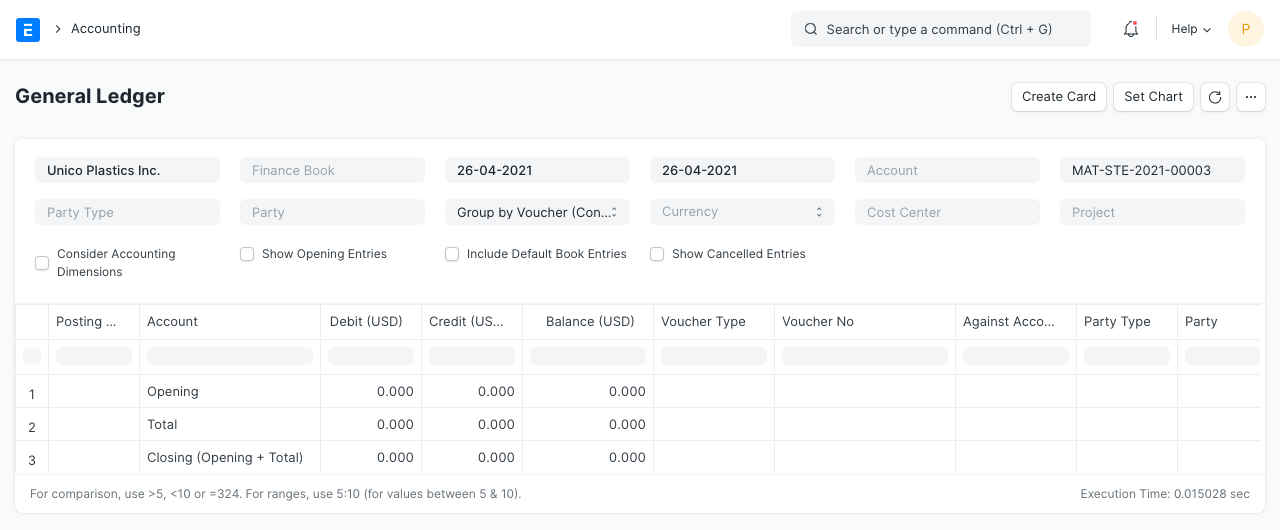 E > Accounting Search or type a command (Ctrl + G) Help P
General Ledger Create Card Set Chart ...
Unico Plastics Inc. Finance Book 26-04-2021 26-04-2021 Account MAT-STE-2021-00003
Party Type Party Group by Voucher (Con... Currency Cost Center Project
Consider Accounting Dimensions Show Opening Entries Include Default Book Entries Show Cancelled Entries
Posting ... Account Debit (USD) Credit (US... Balance (USD) Voucher Type Voucher No Against Acco... Party Type Party
1 Opening 0.000 0.000 0.000
2 Total 0.000 0.000 0.000
3 Closing (Opening + Total) 0.000 0.000 0.000
For comparison, use >5, <10 or =324. For ranges, use 5:10 (for values between 5 & 10). Execution Time: 0.015028 sec